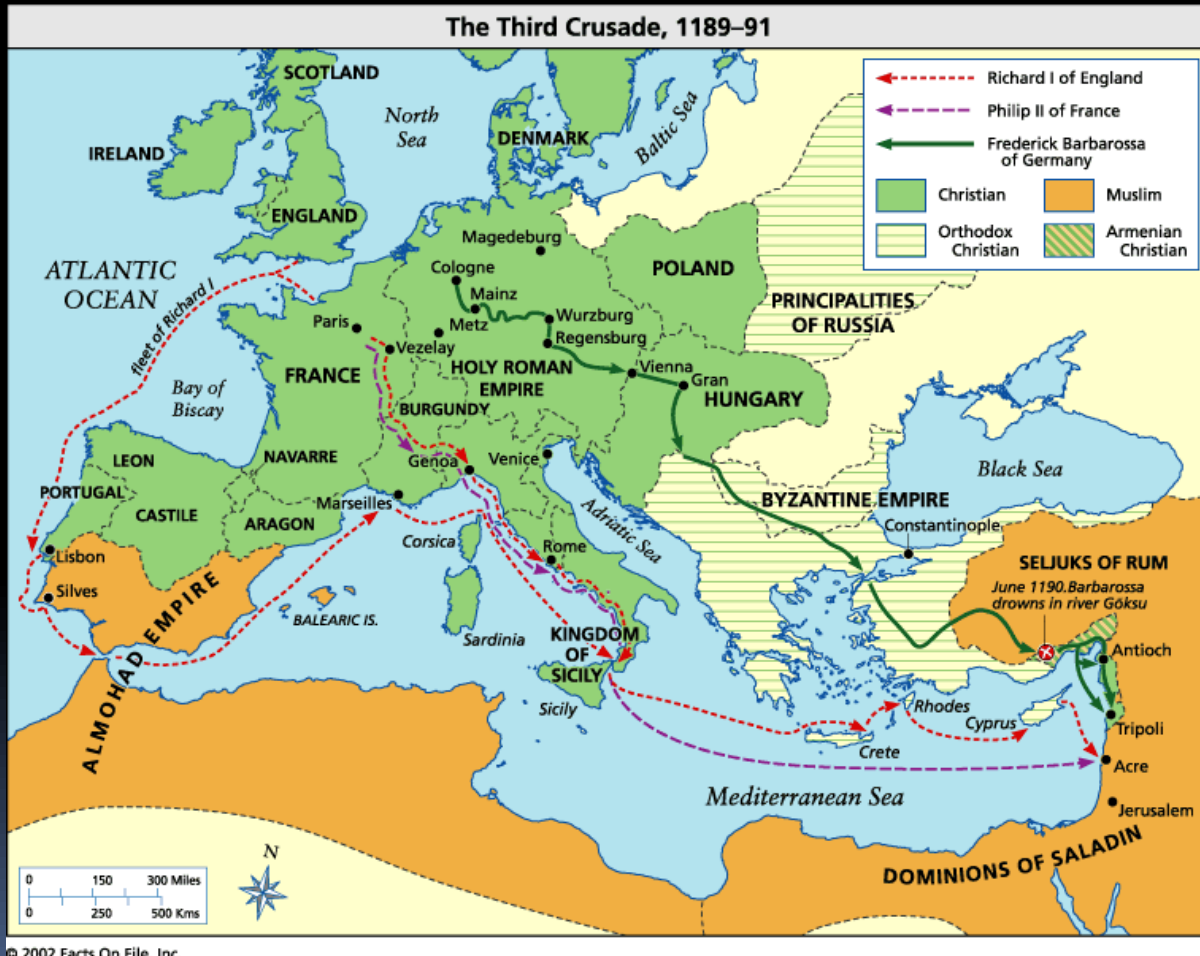 The Third Crusade, 1189–91
Richard I of England
Philip II of France
Frederick Barbarossa
of Germany
Christian
Muslim
Orthodox
Christian
Armenian
Christian
SCOTLAND
North
Sea
IRELAND
DENMARK
Baltic Sea
ENGLAND
ATLANTIC
OCEAN
fleet of Richard I
Magedeburg
Cologne
Mainz
POLAND
PRINCIPALITIES
OF RUSSIA
Paris
Metz
Wurzburg
Regensburg
Vezelay
Vienna
Gran
FRANCE
HOLY ROMAN
EMPIRE
HUNGARY
Bay of
Biscay
BURGUNDY
LEON
NAVARRE
Genoa
Venice
Black Sea
PORTUGAL
CASTILE
ARAGON
Marseilles
Adriatic Sea
BYZANTINE EMPIRE
Constantinople
Corsica
Rome
Lisbon
Silves
SELJUKS OF RUM
June 1190.Barbarossa
drowns in river Göksu
ALMOHAD EMPIRE
BALEARIC IS.
Sardinia
KINGDOM
OF
SICILY
Sicily
Antioch
Rhodes
Cyprus
Tripoli
Crete
Acre
Mediterranean Sea
Jerusalem
DOMINIONS OF SALADIN
N
0 150 300 Miles
0 250 500 Kms
© 2002 Facts On File, Inc.